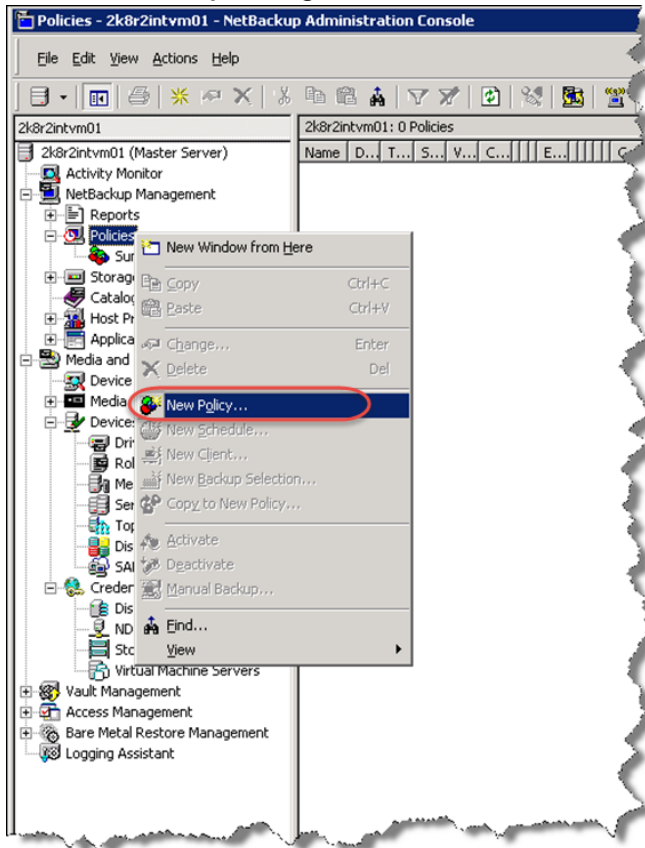 Policies - 2k8r2intvm01 - NetBackup Administration Console
File Edit View Actions Help
2k8r2intvm01
2k8r2intvm01: 0 Policies
2k8r2intvm01 (Master Server)
Name D... T... S... V... C... E...
Activity Monitor
NetBackup Management
Reports
Policies
New Window from Here
Copy Ctrl+C
Paste Ctrl+V
Change... Enter
Media and
Delete Del
Device
Media
New Policy...
Devices
New Schedule...
New Client...
New Backup Selection...
Copy to New Policy...
Activate
Deactivate
Manual Backup...
Find...
View
Virtual Machine Servers
Vault Management
Access Management
Bare Metal Restore Management
Logging Assistant